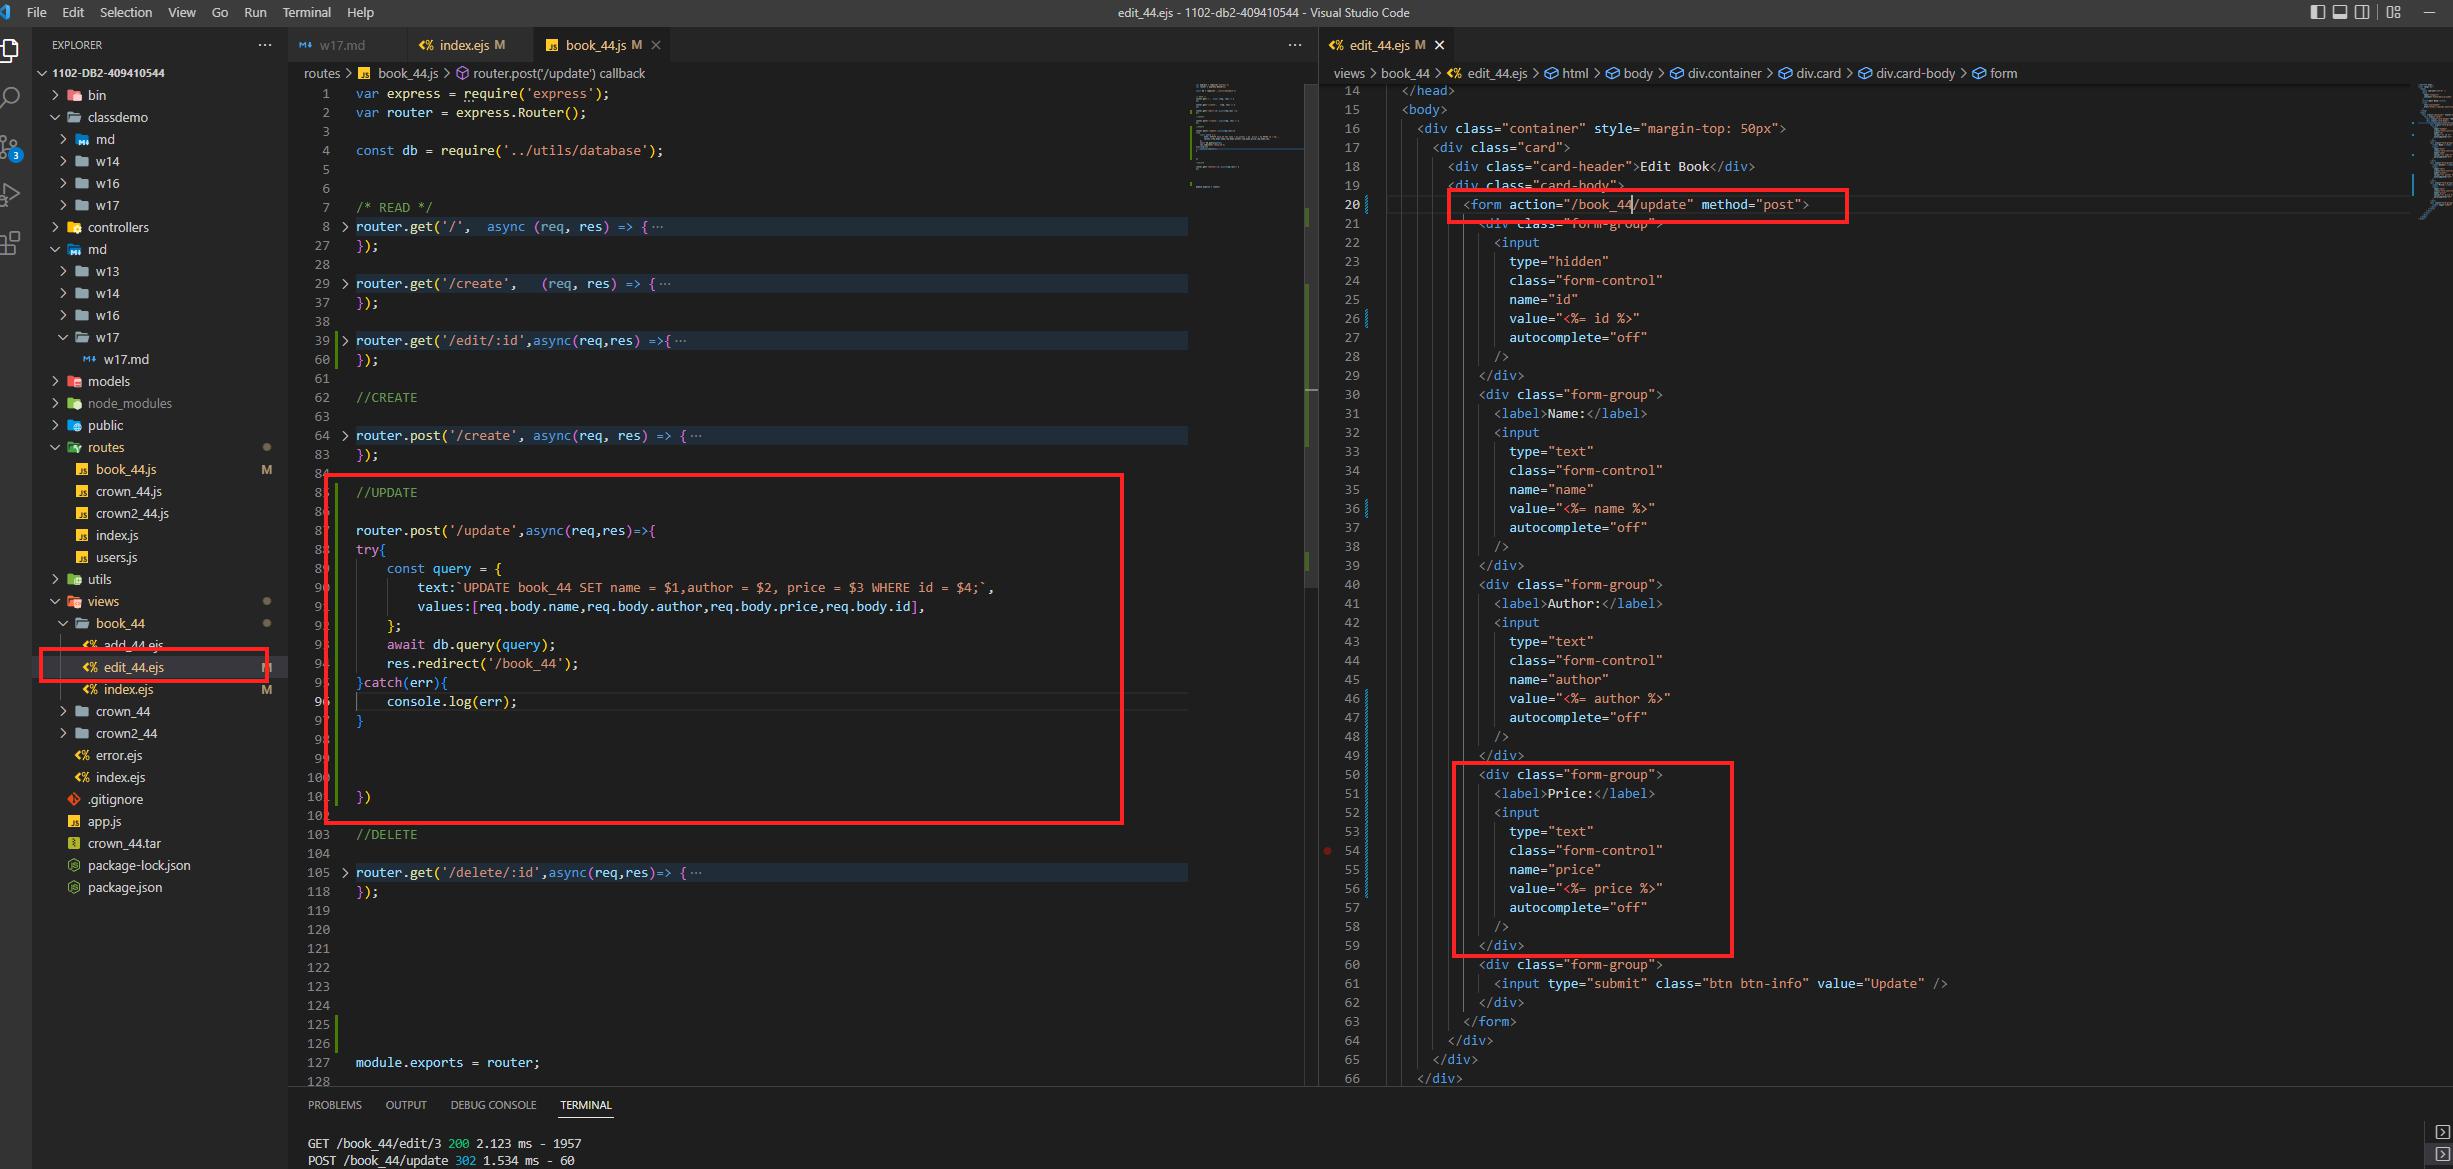 File Edit Selection View Go Run Terminal Help
edit_44.ejs - 1102-db2-409410544 - Visual Studio Code
EXPLORER
1102-DB2-409410544
bin
classdemo
md
w14
w16
w17
controllers
md
w13
w14
w16
w17
w17.md
models
node_modules
public
routes
book_44.js M
crown_44.js
crown2_44.js
index.js
users.js
utils
views
book_44
add_44.ejs
edit_44.ejs M
index.ejs M
crown_44
crown2_44
error.ejs
index.ejs
.gitignore
app.js
crown_44.tar
package-lock.json
package.json
3
w17.md
index.ejs M
book_44.js M
routes > book_44.js > router.post('/update') callback
1 var express = require('express');
2 var router = express.Router();
3
4 const db = require('../utils/database');
5
6
7 /* READ */
8 router.get('/', async (req, res) => {
27 });
28
29 router.get('/create', (req, res) => {
37 });
38
39 router.get('/edit/:id',async(req,res) =>{
60 });
61
62 //CREATE
63
64 router.post('/create', async(req, res) => {
83 });
84
85 //UPDATE
86
87 router.post('/update',async(req,res)=>{
88 try{
89 const query = {
90 text:`UPDATE book_44 SET name = $1,author = $2, price = $3 WHERE id = $4;`,
91 values:[req.body.name,req.body.author,req.body.price,req.body.id],
92 };
93 await db.query(query);
94 res.redirect('/book_44');
95 }catch(err){
96 console.log(err);
97 }
98
99
100
101 })
102
103 //DELETE
104
105 router.get('/delete/:id',async(req,res)=> {
118 });
119
120
121
122
123
124
125
126
127 module.exports = router;
128
edit_44.ejs M
views > book_44 > edit_44.ejs > html > body > div.container > div.card > div.card-body > form
14 </head>
15 <body>
16 <div class="container" style="margin-top: 50px">
17 <div class="card">
18 <div class="card-header">Edit Book</div>
19 <div class="card-body">
20 <form action="/book_44/update" method="post">
21 <div class="form-group">
22 <input
23 type="hidden"
24 class="form-control"
25 name="id"
26 value="<%= id %>"
27 autocomplete="off"
28 />
29 </div>
30 <div class="form-group">
31 <label>Name:</label>
32 <input
33 type="text"
34 class="form-control"
35 name="name"
36 value="<%= name %>"
37 autocomplete="off"
38 />
39 </div>
40 <div class="form-group">
41 <label>Author:</label>
42 <input
43 type="text"
44 class="form-control"
45 name="author"
46 value="<%= author %>"
47 autocomplete="off"
48 />
49 </div>
50 <div class="form-group">
51 <label>Price:</label>
52 <input
53 type="text"
54 class="form-control"
55 name="price"
56 value="<%= price %>"
57 autocomplete="off"
58 />
59 </div>
60 <div class="form-group">
61 <input type="submit" class="btn btn-info" value="Update" />
62 </div>
63 </form>
64 </div>
65 </div>
66 </div>
PROBLEMS OUTPUT DEBUG CONSOLE TERMINAL
GET /book_44/edit/3 200 2.123 ms - 1957
POST /book_44/update 302 1.534 ms - 60